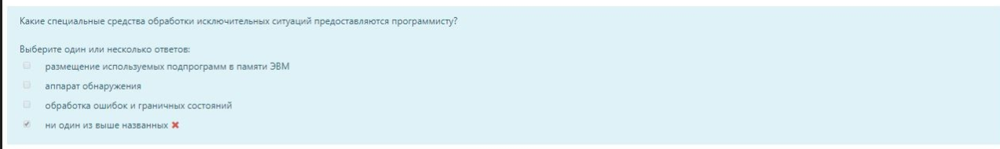 Какие специальные средства обработки исключительных ситуаций предоставляются программисту?
Выберите один или несколько ответов:
размещение используемых подпрограмм в памяти ЭВМ
аппарат обнаружения
обработка ошибок и граничных состояний
ни один из выше названных